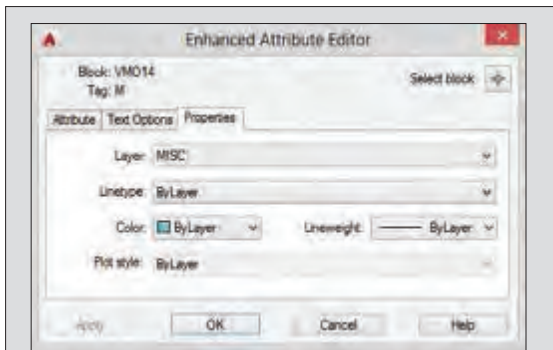 Enhanced Attribute Editor
Block: VMO14
Tag: M
Select block
Attribute Text Options Properties
Layer: MISC
Linetype: ByLayer
Color: ByLayer Lineweight: ByLayer
Plot style: ByLayer
Apply OK Cancel Help